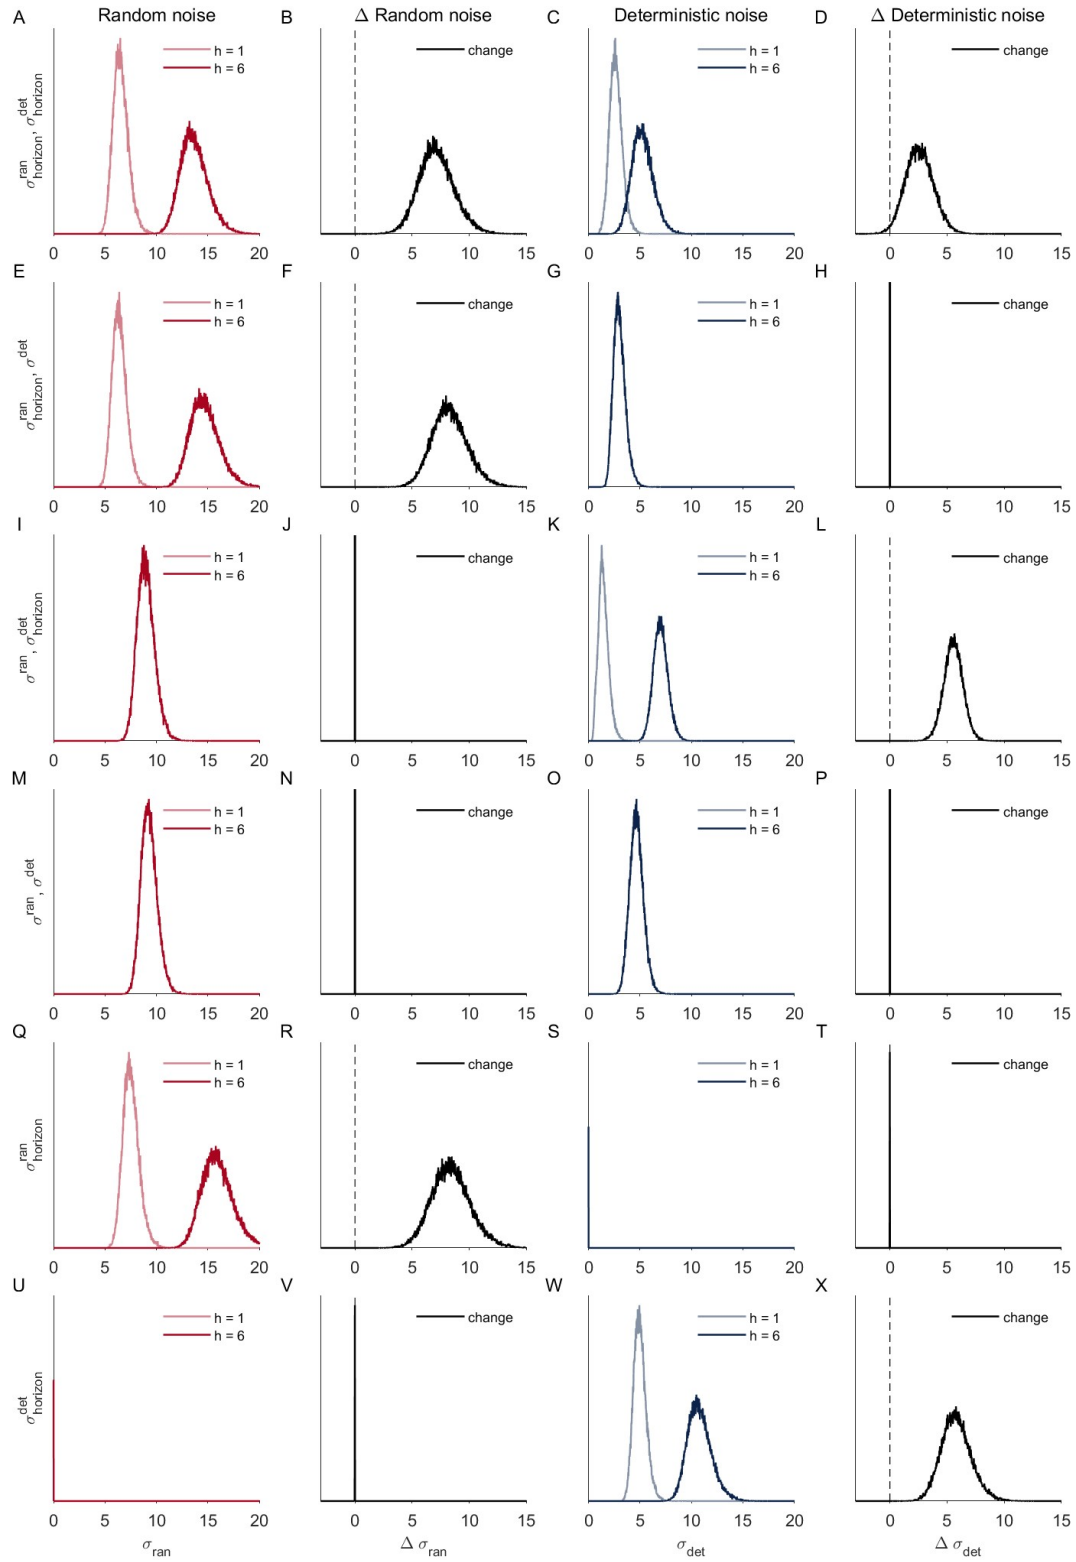 A Random noise B Δ Random noise C Deterministic noise D Δ Deterministic noise
σ^ran_horizon, σ^det_horizon
h = 1
h = 6
change
h = 1
h = 6
change
0 5 10 15 20 0 5 10 15 0 5 10 15 20 0 5 10 15
E F G H
σ^ran_horizon, σ^det
h = 1
h = 6
change
h = 1
h = 6
change
0 5 10 15 20 0 5 10 15 0 5 10 15 20 0 5 10 15
I J K L
σ^ran, σ^det_horizon
h = 1
h = 6
change
h = 1
h = 6
change
0 5 10 15 20 0 5 10 15 0 5 10 15 20 0 5 10 15
M N O P
σ^ran, σ^det
h = 1
h = 6
change
h = 1
h = 6
change
0 5 10 15 20 0 5 10 15 0 5 10 15 20 0 5 10 15
Q R S T
σ^ran_horizon
h = 1
h = 6
change
h = 1
h = 6
change
0 5 10 15 20 0 5 10 15 0 5 10 15 20 0 5 10 15
U V W X
σ^det_horizon
h = 1
h = 6
change
h = 1
h = 6
change
0 5 10 15 20 0 5 10 15 0 5 10 15 20 0 5 10 15
σ_ran Δ σ_ran σ_det Δ σ_det